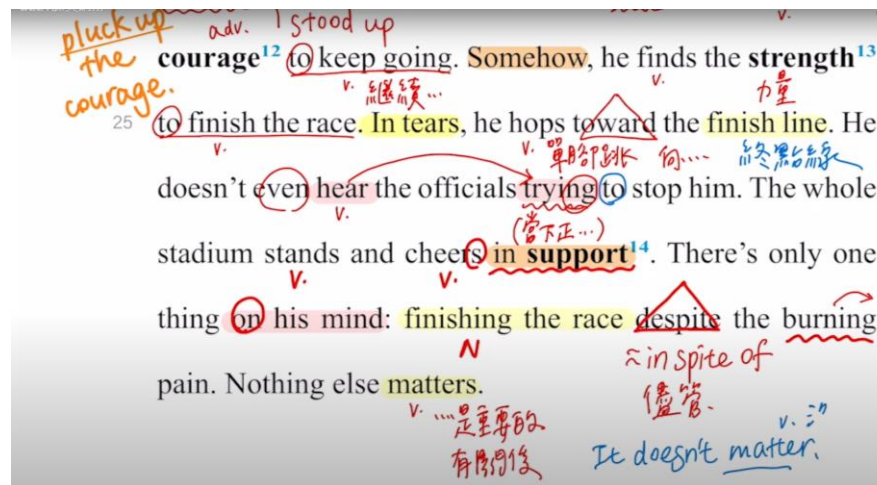 pluck up
the
courage.
adv. stood up
v.
courage12 to keep going. Somehow, he finds the strength13
v. 繼續... v. 力量
25 to finish the race. In tears, he hops toward the finish line. He
v. v. 單腳跳 向.... 終點線
doesn't even hear the officials trying to stop him. The whole
v. (當下正...)
stadium stands and cheers in support14. There's only one
v. v.
thing on his mind: finishing the race despite the burning
N ≈in spite of
pain. Nothing else matters.
儘管.
v. ....是重要的 v.
有關係 It doesn't matter.